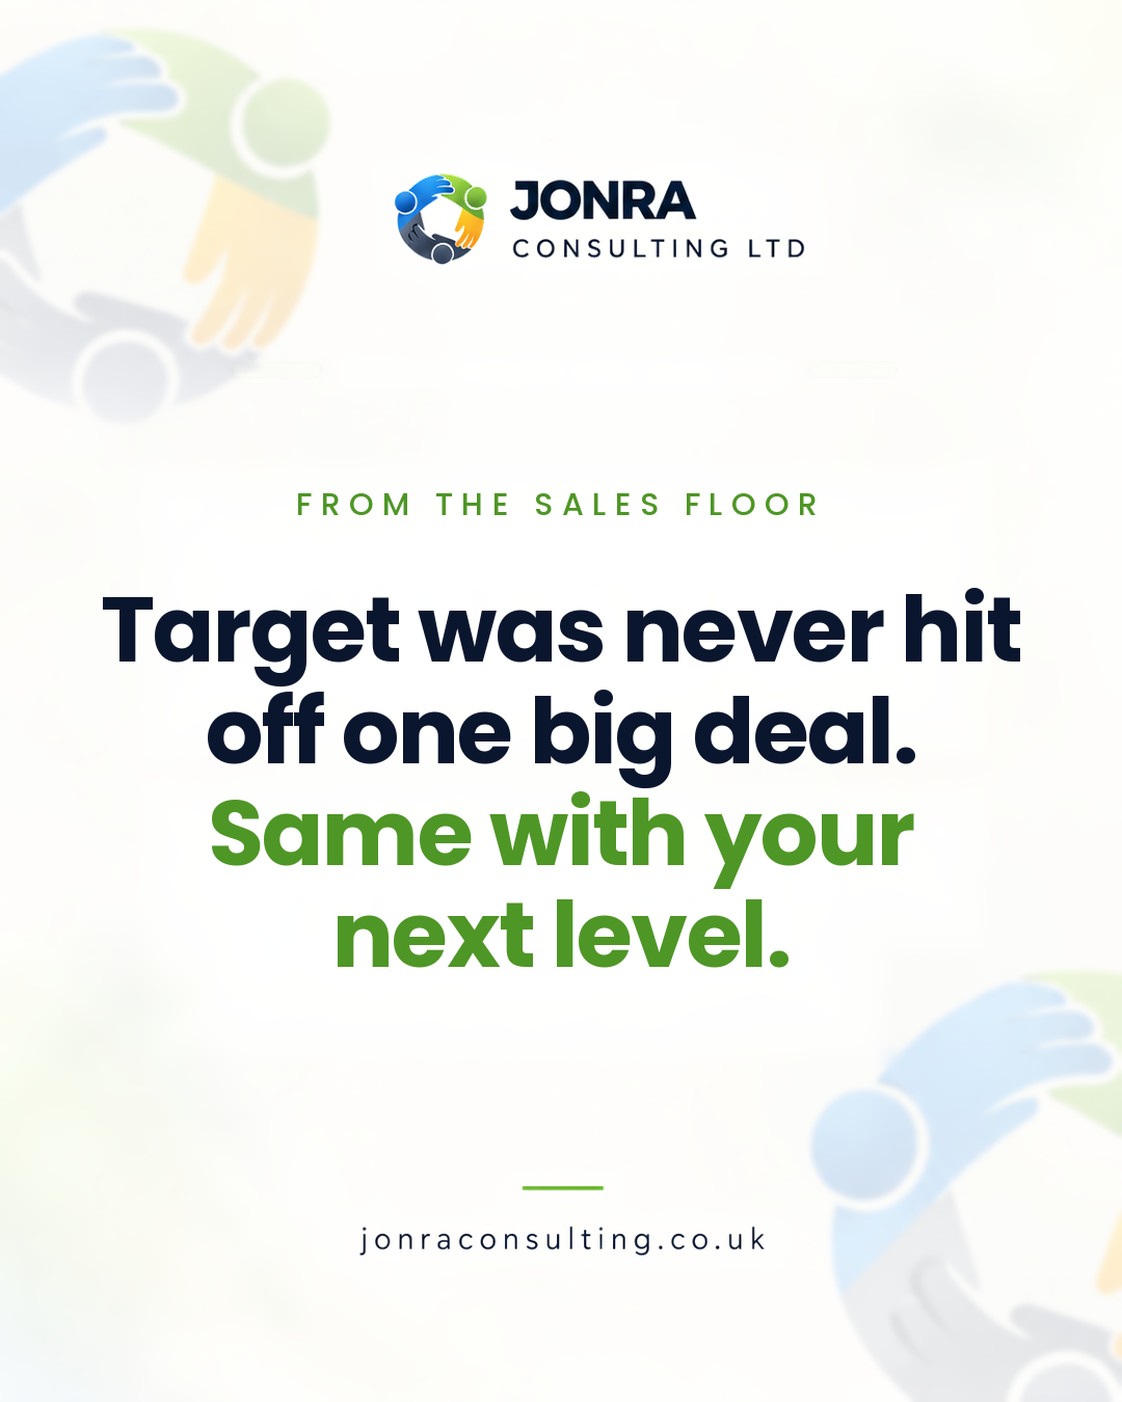 JONRA
CONSULTING LTD
FROM THE SALES FLOOR
Target was never hit
off one big deal.
Same with your
next level.
jonraconsulting.co.uk